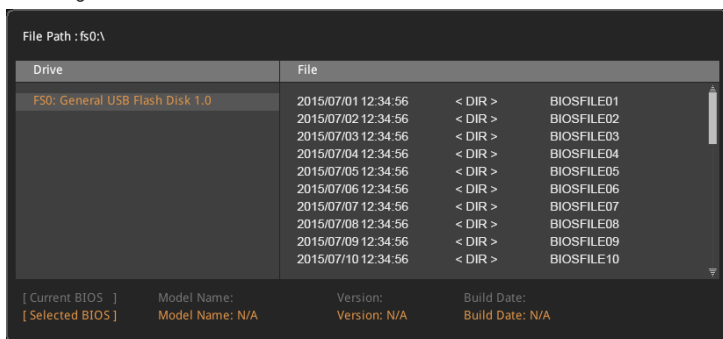 File Path : fs0:\
Drive File
FS0: General USB Flash Disk 1.0
2015/07/01 12:34:56 < DIR > BIOSFILE01
2015/07/02 12:34:56 < DIR > BIOSFILE02
2015/07/03 12:34:56 < DIR > BIOSFILE03
2015/07/04 12:34:56 < DIR > BIOSFILE04
2015/07/05 12:34:56 < DIR > BIOSFILE05
2015/07/06 12:34:56 < DIR > BIOSFILE06
2015/07/07 12:34:56 < DIR > BIOSFILE07
2015/07/08 12:34:56 < DIR > BIOSFILE08
2015/07/09 12:34:56 < DIR > BIOSFILE09
2015/07/10 12:34:56 < DIR > BIOSFILE10
[ Current BIOS ] Model Name: Version: Build Date:
[ Selected BIOS ] Model Name: N/A Version: N/A Build Date: N/A